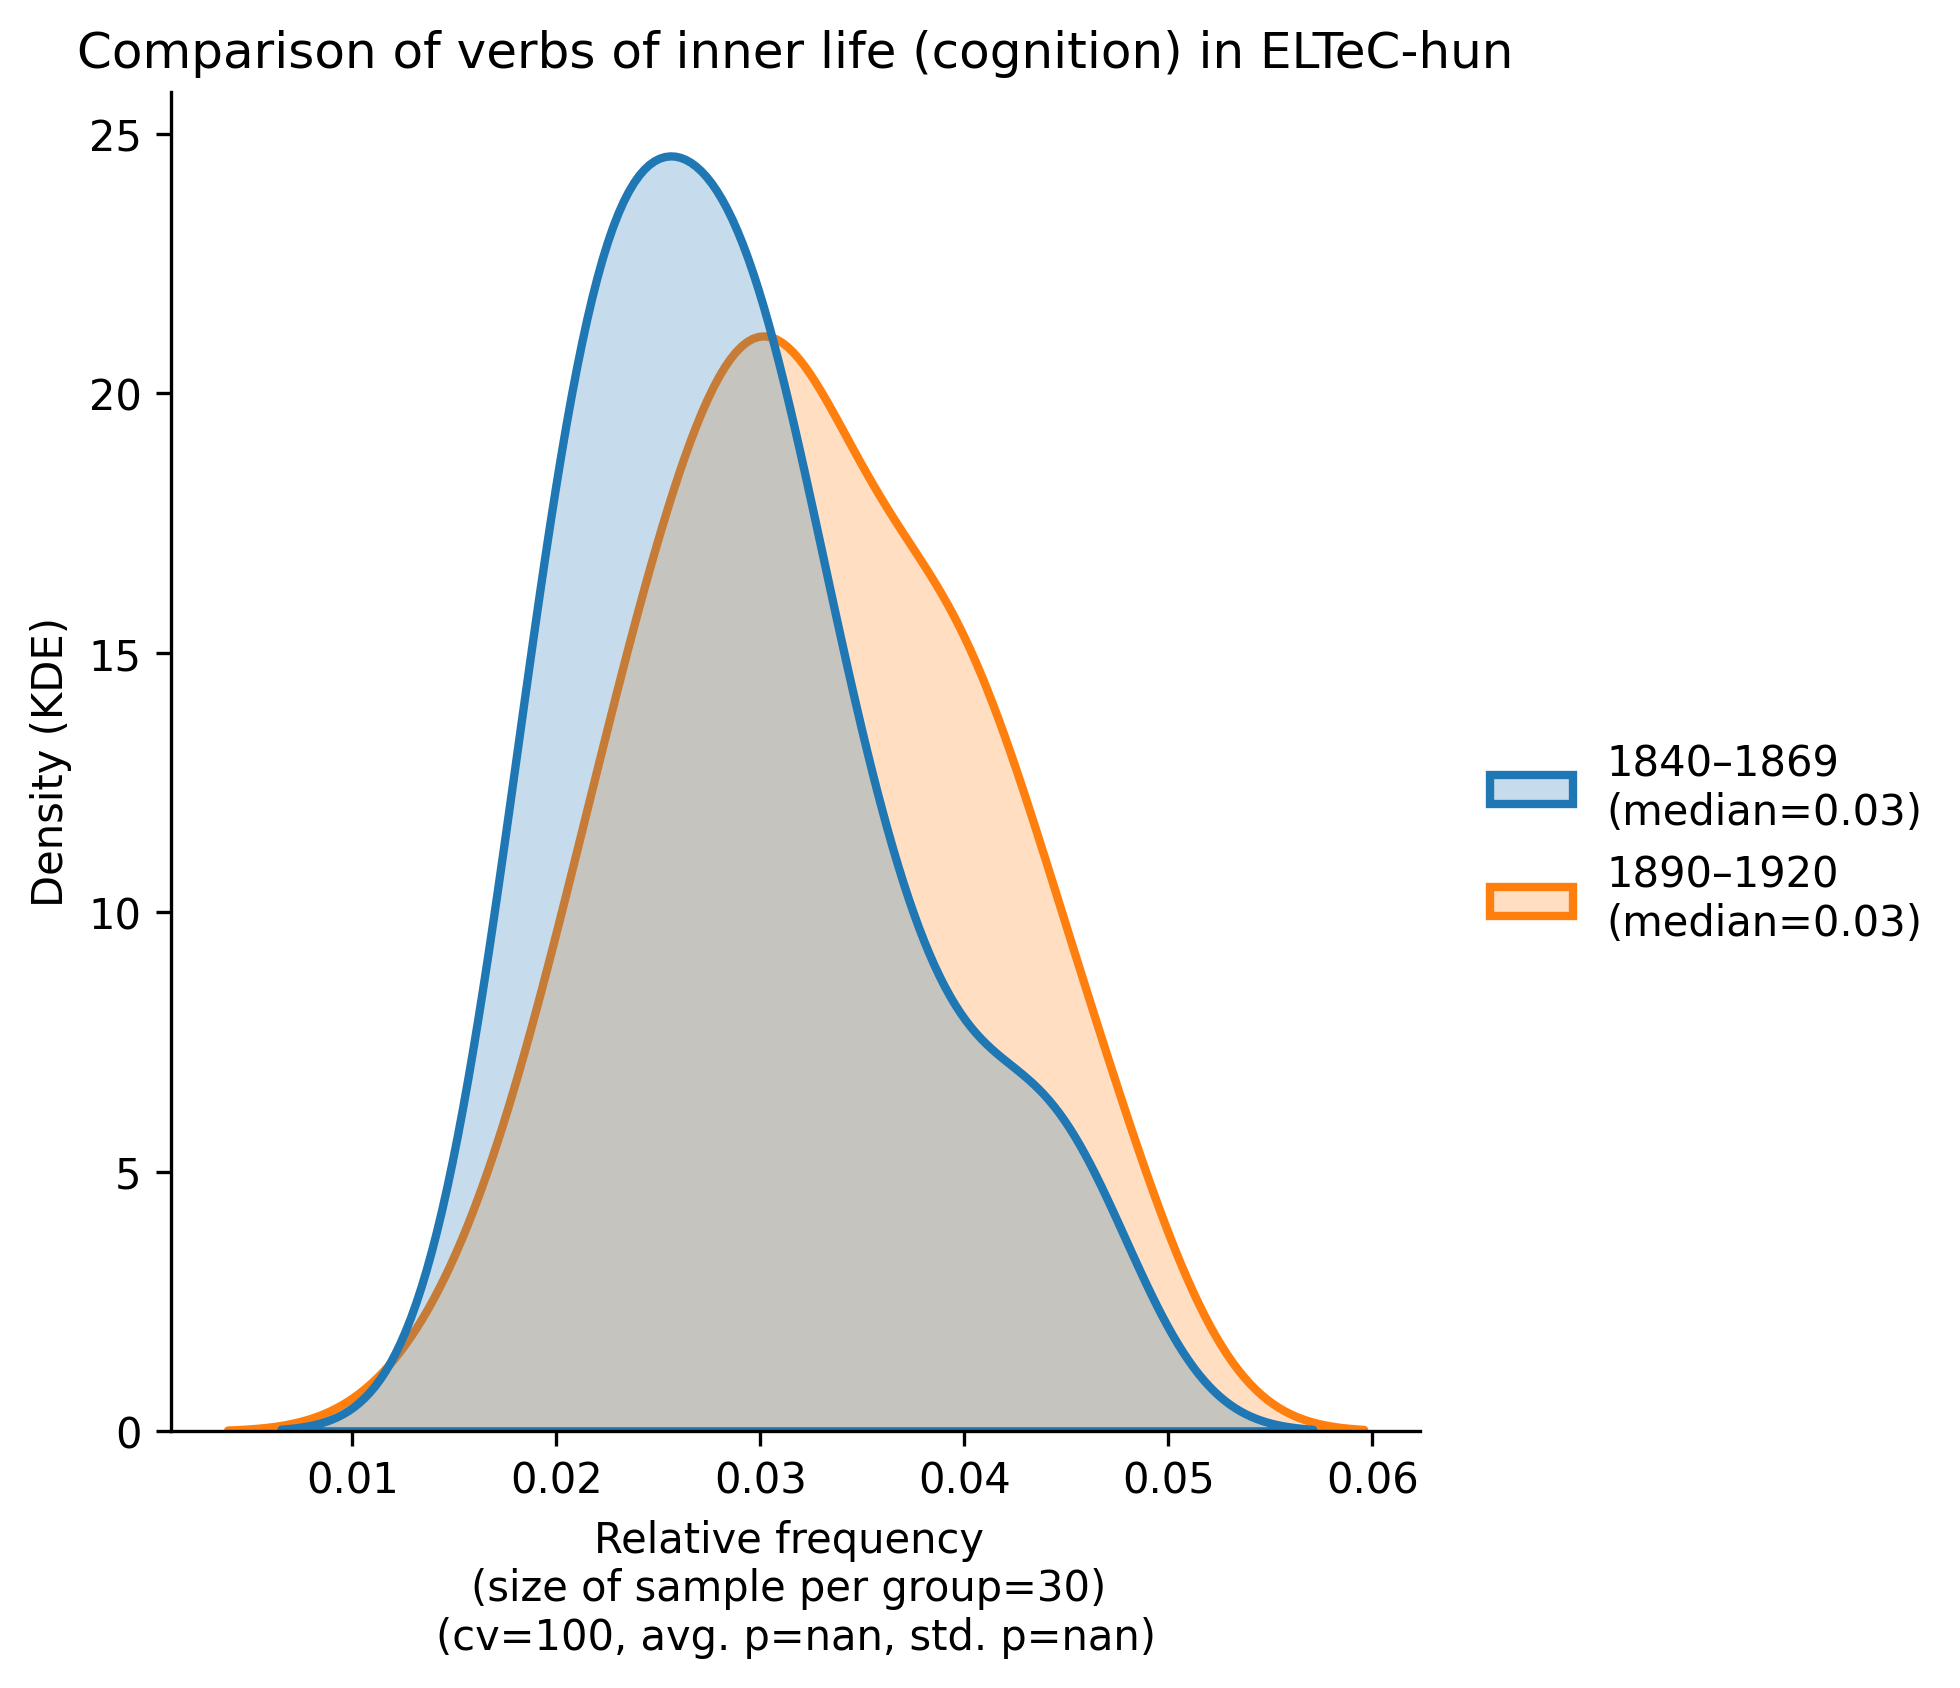 Comparison of verbs of inner life (cognition) in ELTeC-hun
25
20
15
10
5
0
Density (KDE)
0.01 0.02 0.03 0.04 0.05 0.06
Relative frequency
(size of sample per group=30)
(cv=100, avg. p=nan, std. p=nan)
1840–1869
(median=0.03)
1890–1920
(median=0.03)